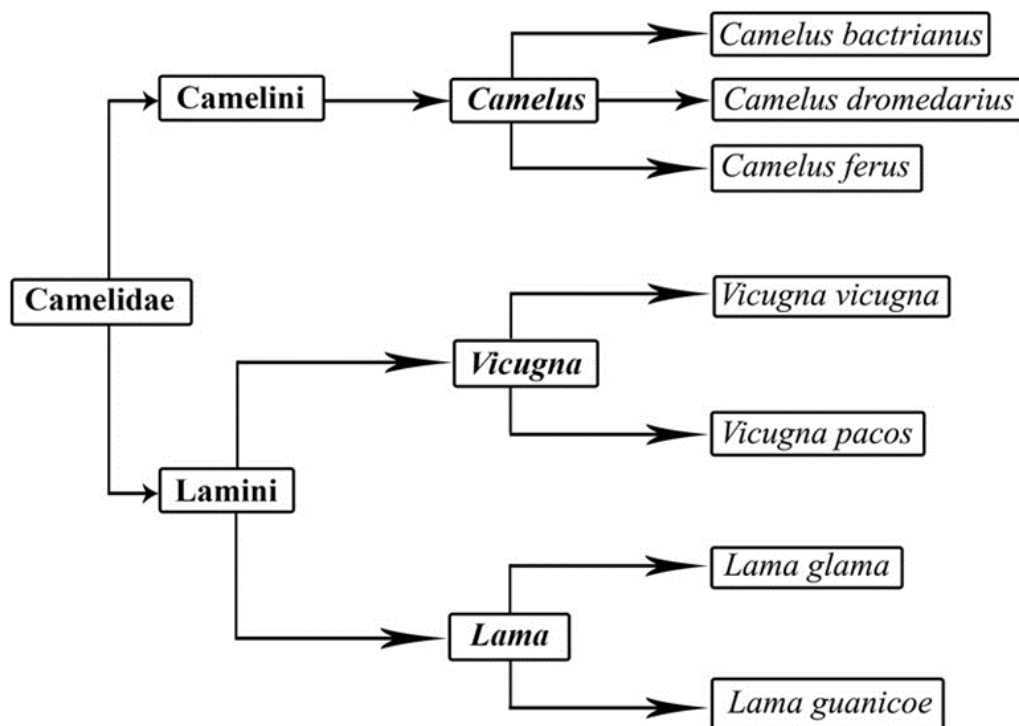 Camelidae
Camelini
Camelus
Camelus bactrianus
Camelus dromedarius
Camelus ferus
Lamini
Vicugna
Vicugna vicugna
Vicugna pacos
Lama
Lama glama
Lama guanicoe